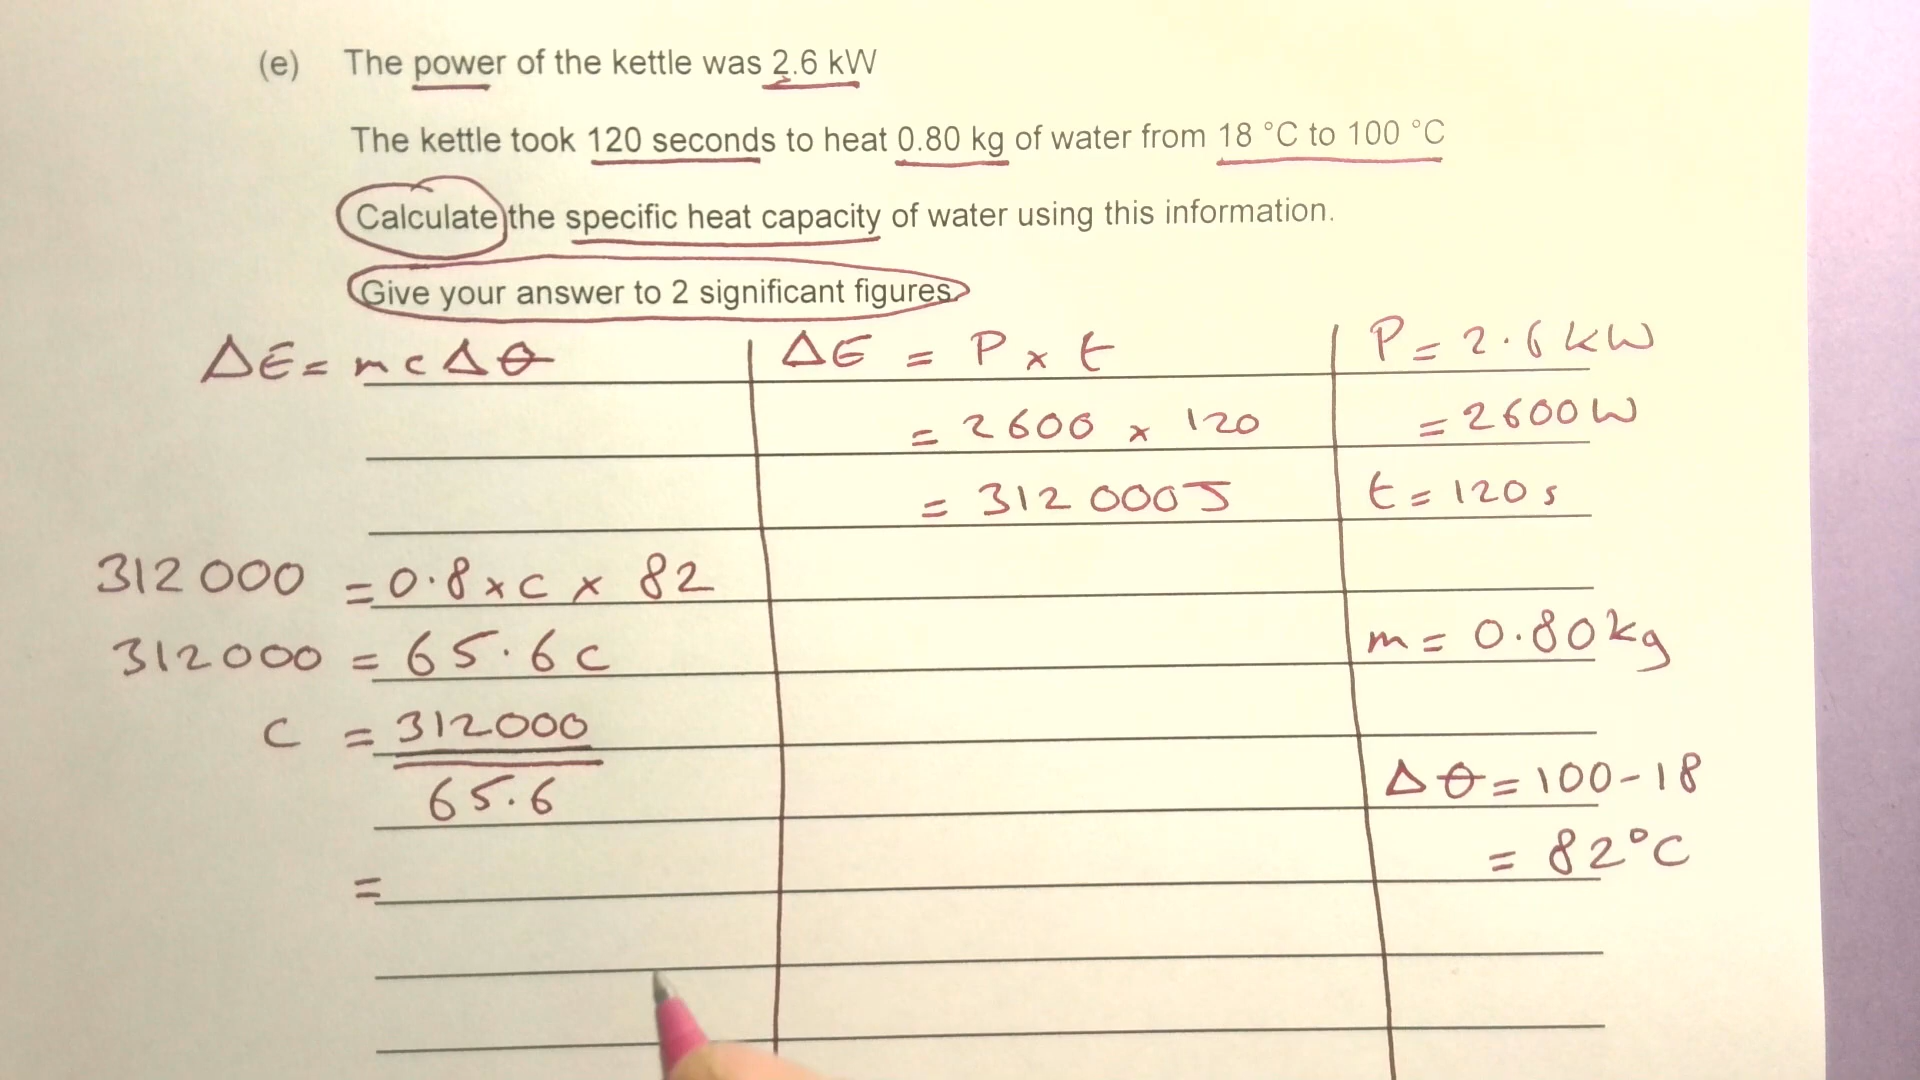 (e) The power of the kettle was 2.6 kW
The kettle took 120 seconds to heat 0.80 kg of water from 18 °C to 100 °C
Calculate the specific heat capacity of water using this information.
Give your answer to 2 significant figures.
ΔE = mcΔθ
312 000 = 0.8 × c × 82
312000 = 65.6c
c = 312000
65.6
=
ΔE = P × t
= 2600 × 120
= 312 000 J
P = 2.6 kW
= 2600 W
t = 120 s
m = 0.80 kg
Δθ = 100 - 18
= 82°C